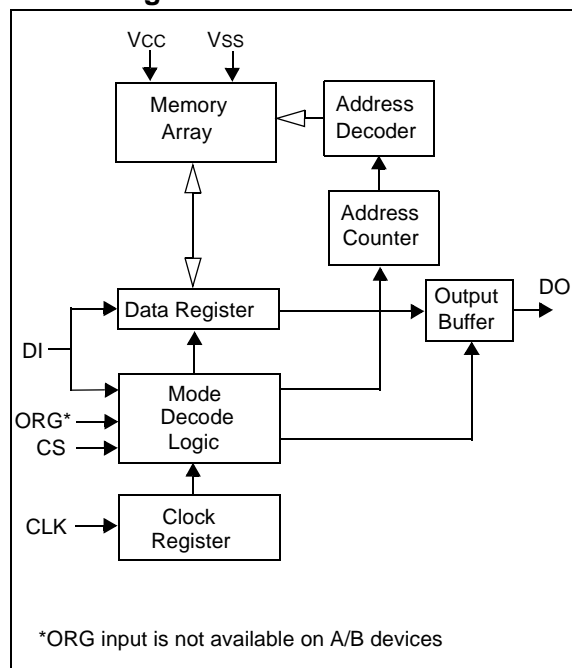 VCC VSS
Memory
Array
Address
Decoder
Address
Counter
Data Register
Output
Buffer
DO
DI
Mode
Decode
Logic
ORG*
CS
CLK
Clock
Register
*ORG input is not available on A/B devices